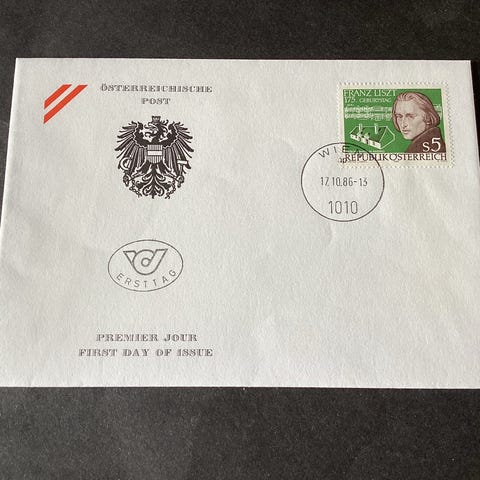 ÖSTERREICHISCHE
POST
FRANZ LISZT
175. GEBURTSTAG
S5
REPUBLIK ÖSTERREICH
WIEN
17.10.86-13
1010
ERSTTAG
PREMIER JOUR
FIRST DAY OF ISSUE